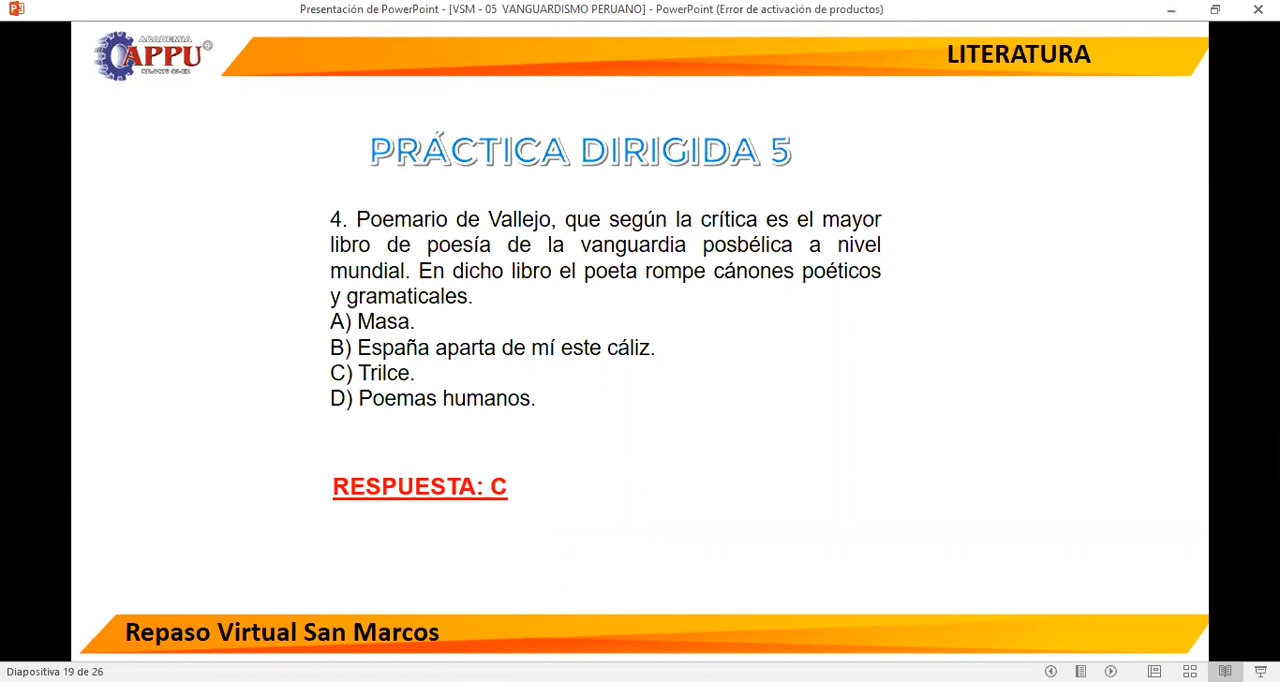 Presentación de PowerPoint - [VSM - 05 VANGUARDISMO PERUANO] - PowerPoint (Error de activación de productos)
ACADEMIA
APPU
LITERATURA
PRÁCTICA DIRIGIDA 5
4. Poemario de Vallejo, que según la crítica es el mayor
libro de poesía de la vanguardia posbélica a nivel
mundial. En dicho libro el poeta rompe cánones poéticos
y gramaticales.
A) Masa.
B) España aparta de mí este cáliz.
C) Trilce.
D) Poemas humanos.
RESPUESTA: C
Repaso Virtual San Marcos
Diapositiva 19 de 26